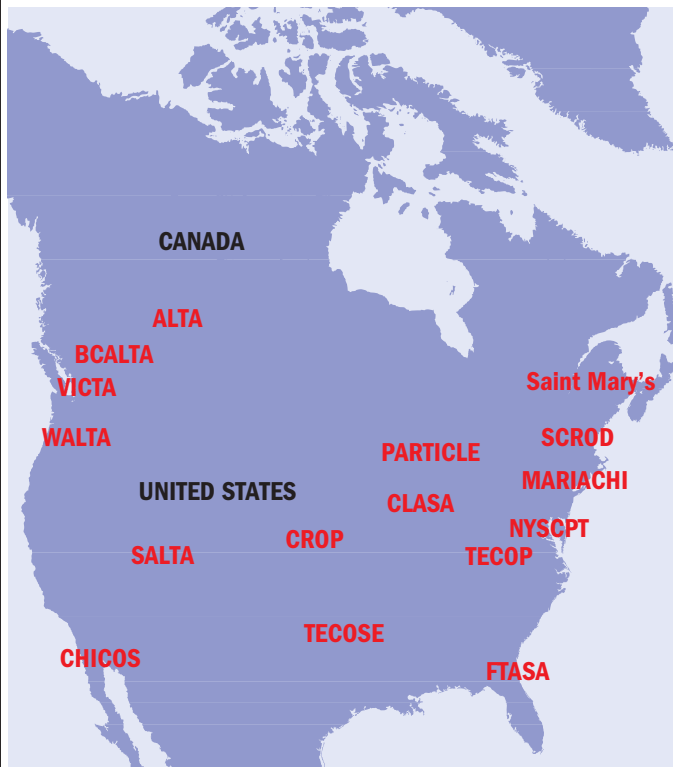 CANADA
ALTA
BCALTA
VICTA
Saint Mary's
WALTA
SCROD
PARTICLE
MARIACHI
UNITED STATES
CLASA
NYSCPT
CROP
SALTA
TECOP
TECOSE
CHICOS
FTASA